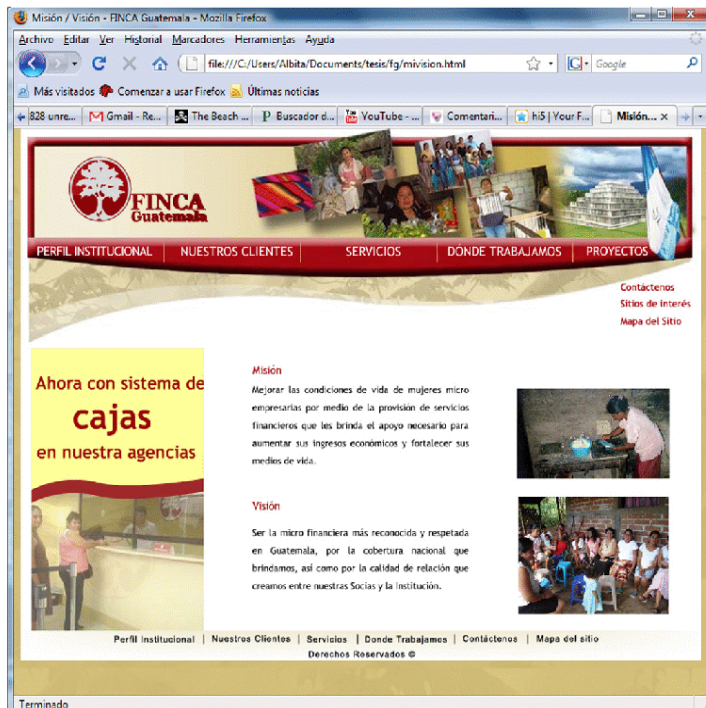 Misión / Visión - FINCA Guatemala - Mozilla Firefox
Archivo Editar Ver Historial Marcadores Herramientas Ayuda
file:///C:/Users/Albita/Documents/tesis/fg/mivision.html
Google
Más visitados Comenzar a usar Firefox Últimas noticias
828 unre... Gmail - Re... The Beach ... Buscador d... YouTube - ... Comentari... hi5 | Your F... Misión...
FINCA
Guatemala
PERFIL INSTITUCIONAL NUESTROS CLIENTES SERVICIOS DÓNDE TRABAJAMOS PROYECTOS
Contáctenos
Sitios de interés
Mapa del Sitio
Ahora con sistema de
cajas
en nuestra agencias
Misión
Mejorar las condiciones de vida de mujeres micro
empresarias por medio de la provisión de servicios
financieros que les brinda el apoyo necesario para
aumentar sus ingresos económicos y fortalecer sus
medios de vida.
Visión
Ser la micro financiera más reconocida y respetada
en Guatemala, por la cobertura nacional que
brindamos, así como por la calidad de relación que
creamos entre nuestras Socias y la Institución.
Perfil Institucional | Nuestros Clientes | Servicios | Donde Trabajamos | Contáctenos | Mapa del sitio
Derechos Reservados ©
Terminado